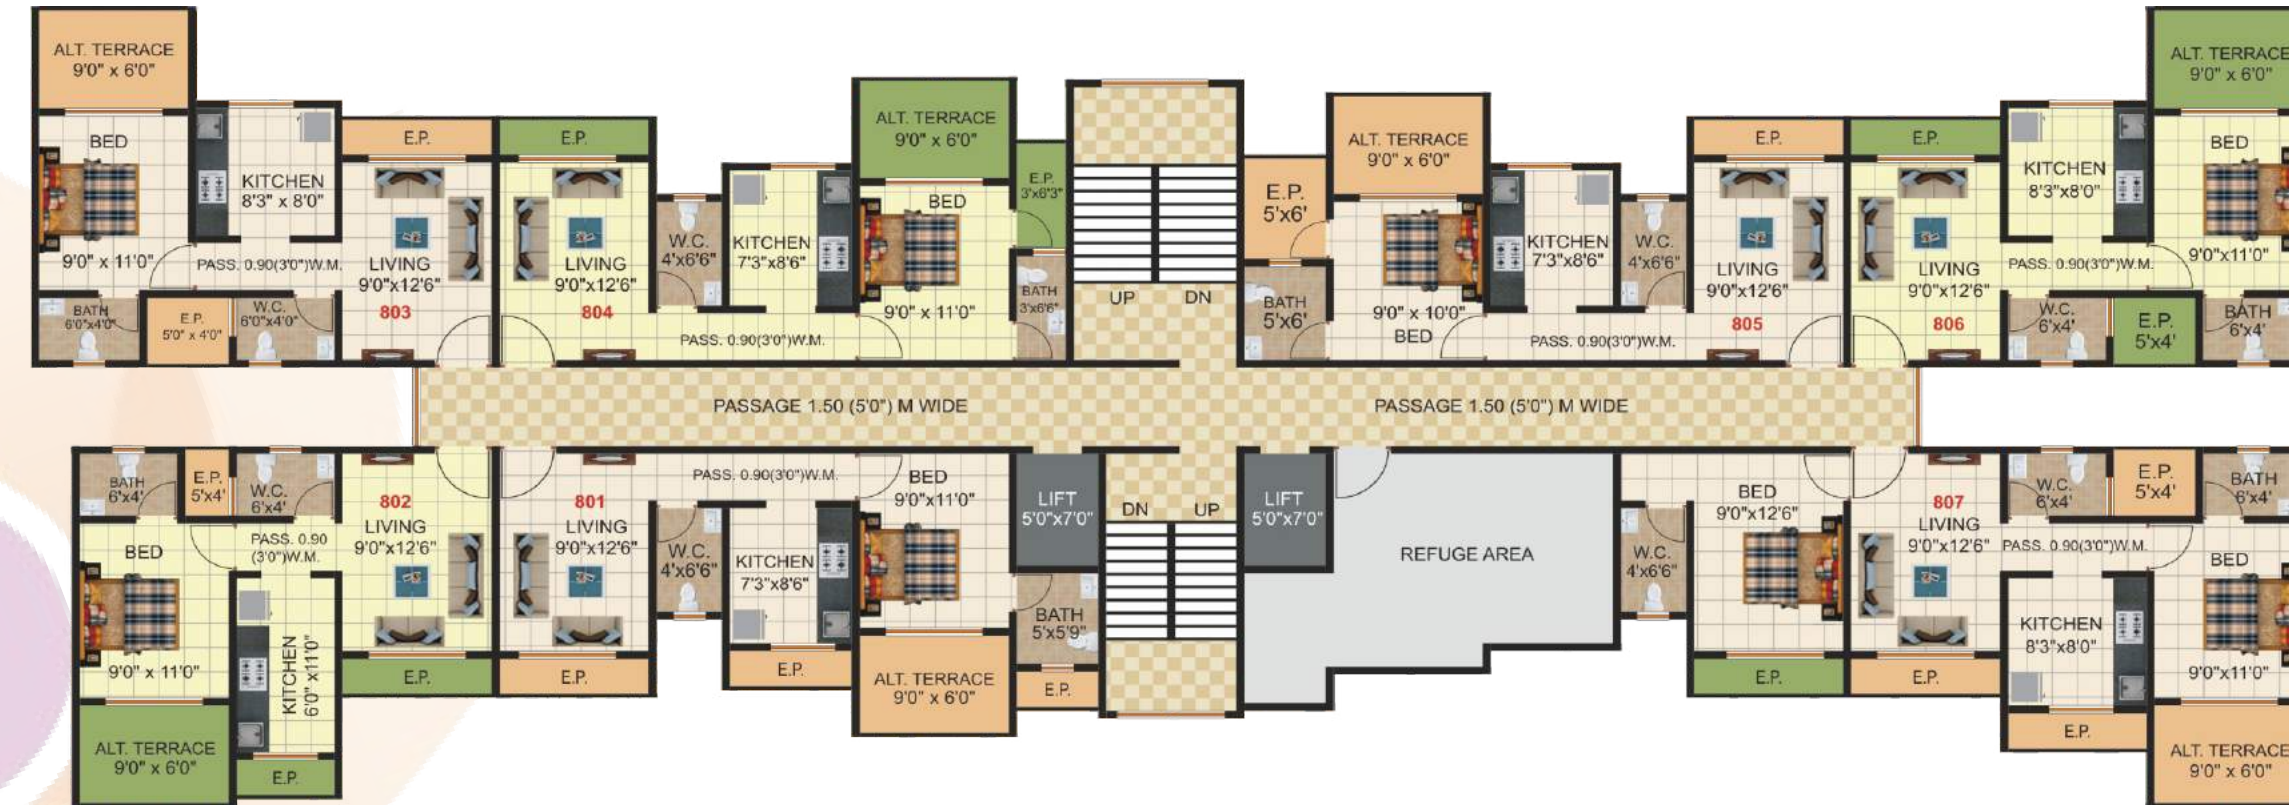 ALT. TERRACE
9'0" x 6'0"
BED
9'0" x 11'0"
KITCHEN
8'3" x 8'0"
E.P.
PASS. 0.90(3'0")W.M.
LIVING
9'0"x12'6"
803
BATH
6'0"x4'0"
E.P.
5'0" x 4'0"
W.C.
6'0"x4'0"
E.P.
LIVING
9'0"x12'6"
804
W.C.
4'x6'6"
KITCHEN
7'3"x8'6"
PASS. 0.90(3'0")W.M.
ALT. TERRACE
9'0" x 6'0"
BED
9'0" x 11'0"
E.P.
3'x6'3"
BATH
3'x6'6"
UP
DN
E.P.
5'x6'
BATH
5'x6'
ALT. TERRACE
9'0" x 6'0"
9'0" x 10'0"
BED
KITCHEN
7'3"x8'6"
W.C.
4'x6'6"
PASS. 0.90(3'0")W.M.
E.P.
LIVING
9'0"x12'6"
805
E.P.
LIVING
9'0"x12'6"
806
KITCHEN
8'3"x8'0"
PASS. 0.90(3'0")W.M.
W.C.
6'x4'
E.P.
5'x4'
ALT. TERRACE
9'0" x 6'0"
BED
9'0"x11'0"
BATH
6'x4'
PASSAGE 1.50 (5'0") M WIDE
PASSAGE 1.50 (5'0") M WIDE
BATH
6'x4'
E.P.
5'x4'
W.C.
6'x4'
802
LIVING
9'0"x12'6"
PASS. 0.90
(3'0")W.M.
BED
9'0" x 11'0"
KITCHEN
6'0" x11'0"
E.P.
ALT. TERRACE
9'0" x 6'0"
E.P.
801
LIVING
9'0"x12'6"
E.P.
PASS. 0.90(3'0")W.M.
W.C.
4'x6'6"
KITCHEN
7'3"x8'6"
E.P.
BED
9'0"x11'0"
ALT. TERRACE
9'0" x 6'0"
LIFT
5'0"x7'0"
BATH
5'x5'9"
E.P.
DN
UP
LIFT
5'0"x7'0"
REFUGE AREA
W.C.
4'x6'6"
BED
9'0"x12'6"
E.P.
807
LIVING
9'0"x12'6"
E.P.
W.C.
6'x4'
E.P.
5'x4'
BATH
6'x4'
PASS. 0.90(3'0")W.M.
KITCHEN
8'3"x8'0"
E.P.
BED
9'0"x11'0"
ALT. TERRACE
9'0" x 6'0"